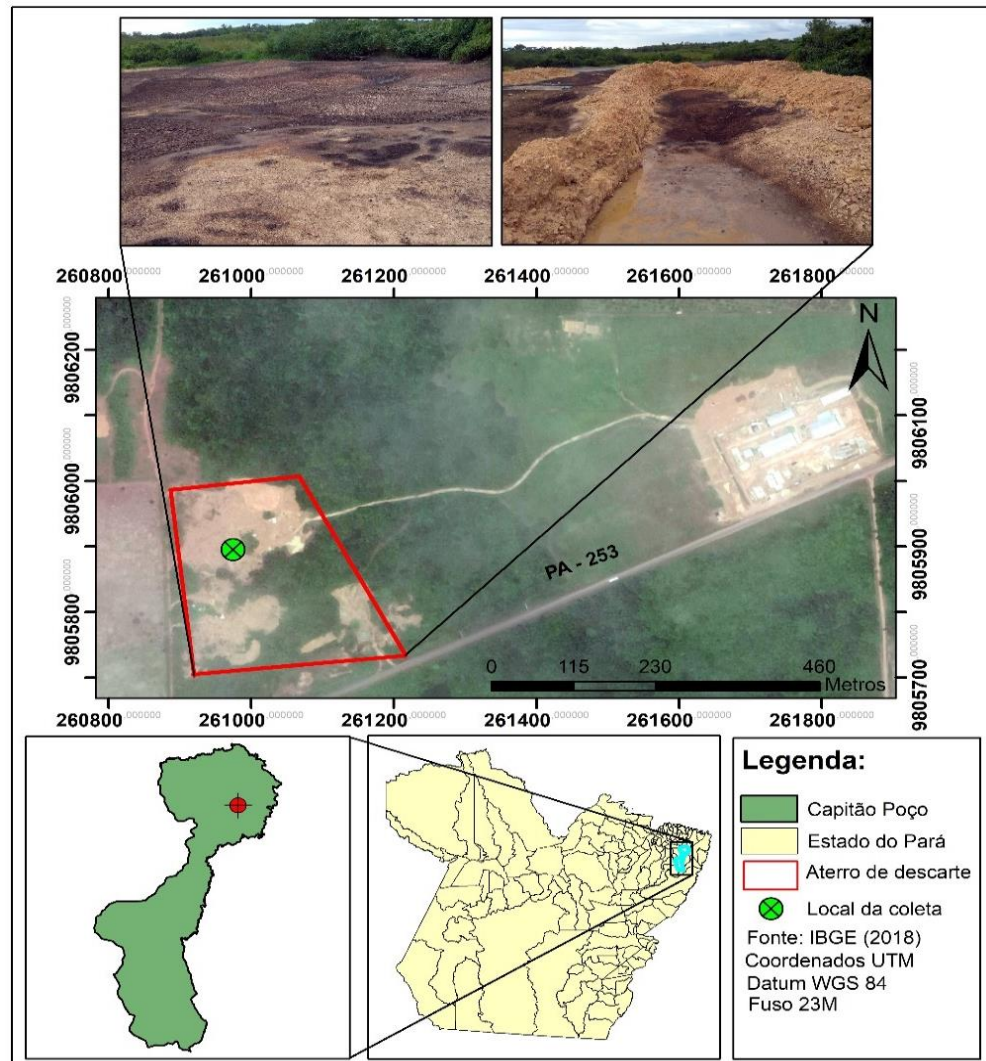 260800,000000 261000,000000 261200,000000 261400,000000 261600,000000 261800,000000
N
9806200,000000
9806100,000000
9806000,000000
9805900,000000
9805800,000000
9805700,000000
PA - 253
0 115 230 460
Metros
260800,000000 261000,000000 261200,000000 261400,000000 261600,000000 261800,000000
Legenda:
Capitão Poço
Estado do Pará
Aterro de descarte
Local da coleta
Fonte: IBGE (2018)
Coordenados UTM
Datum WGS 84
Fuso 23M